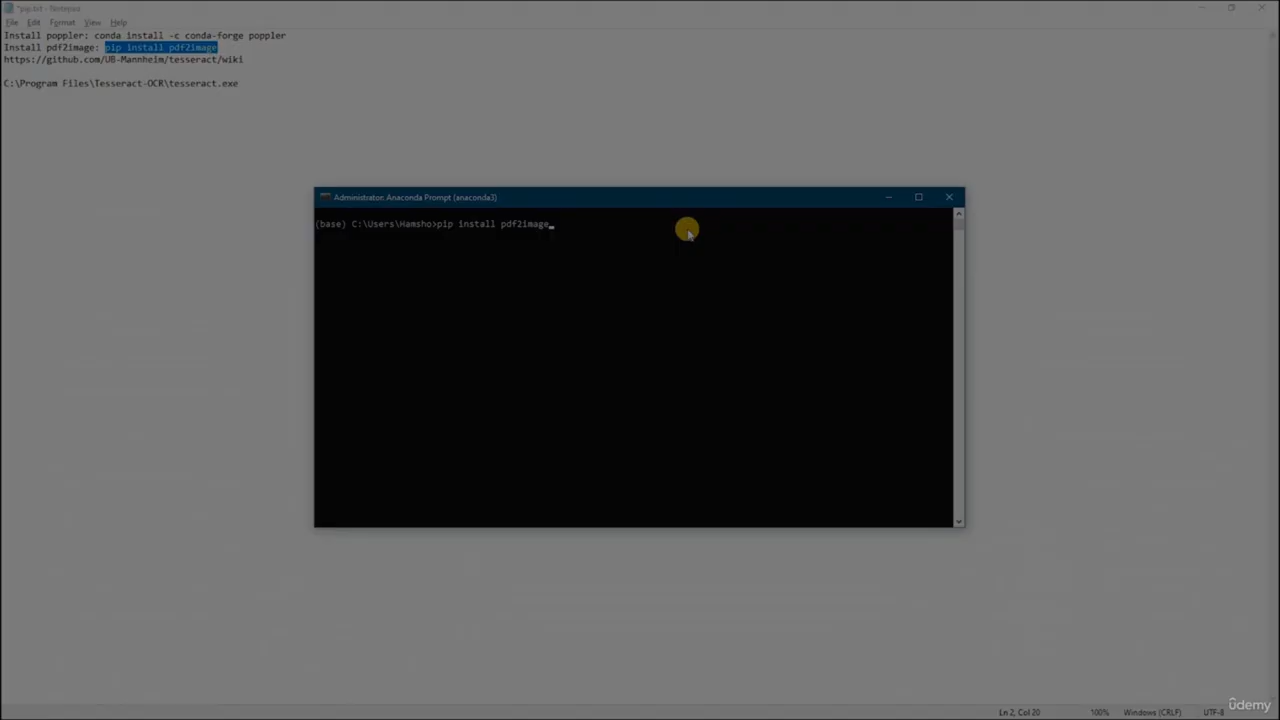 *paji.txt - Notepad
File Edit Format View Help
Install poppler: conda install -c conda-forge poppler
Install pdf2image: pip install pdf2image
https://github.com/UB-Mannheim/tesseract/wiki
C:\Program Files\Tesseract-OCR\tesseract.exe
Administrator: Anaconda Prompt (anaconda3)
(base) C:\Users\Hamsho>pip install pdf2image
Ln 2, Col 20 100% Windows (CRLF) UTF-8
ûdemy